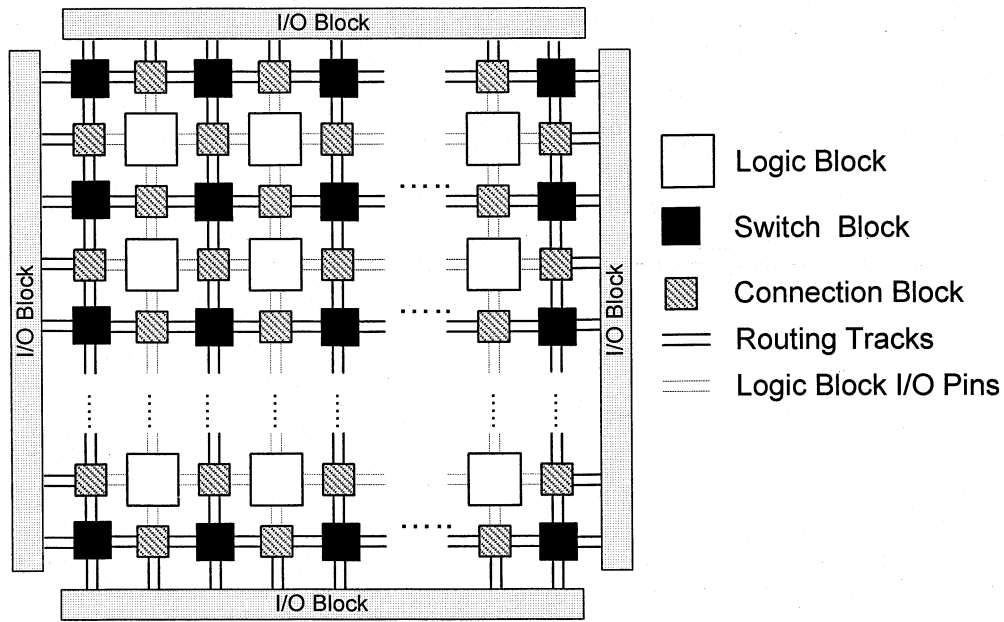 I/O Block
I/O Block
I/O Block
I/O Block
Logic Block
Switch Block
Connection Block
Routing Tracks
Logic Block I/O Pins